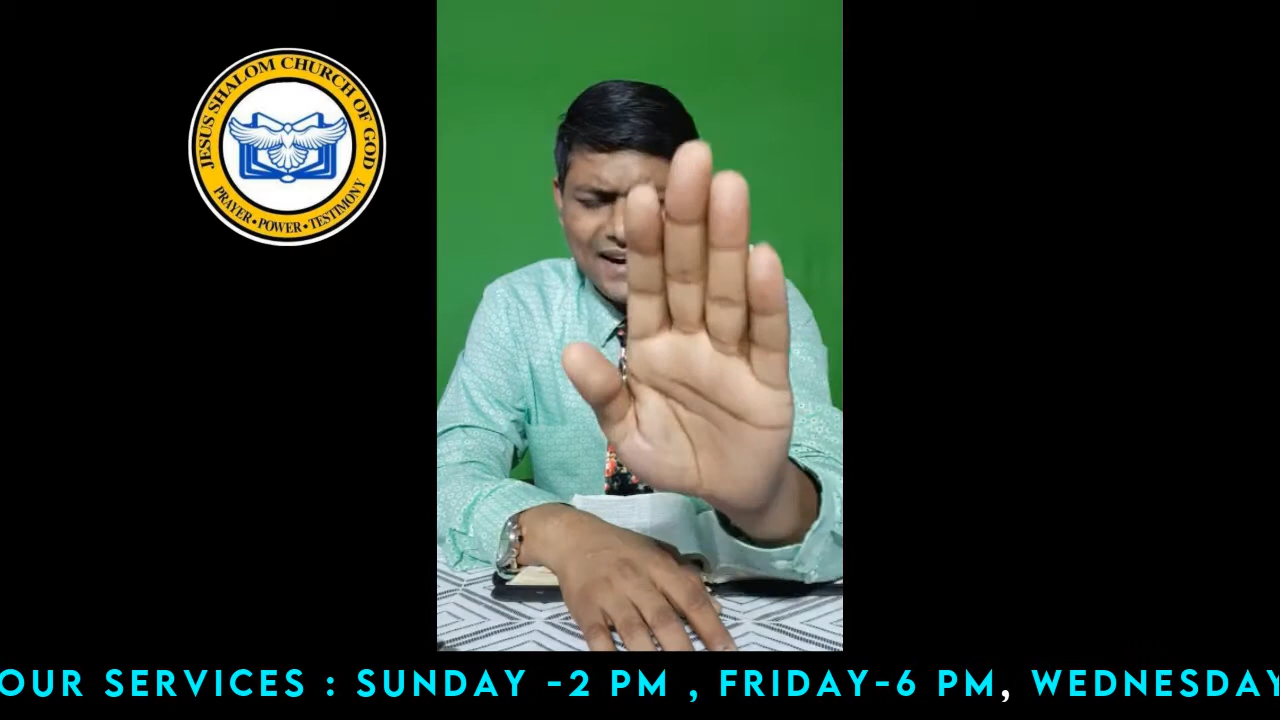 JESUS SHALOM CHURCH OF GOD
PRAYER • POWER • TESTIMONY
OUR SERVICES : SUNDAY -2 PM , FRIDAY-6 PM, WEDNESDAY